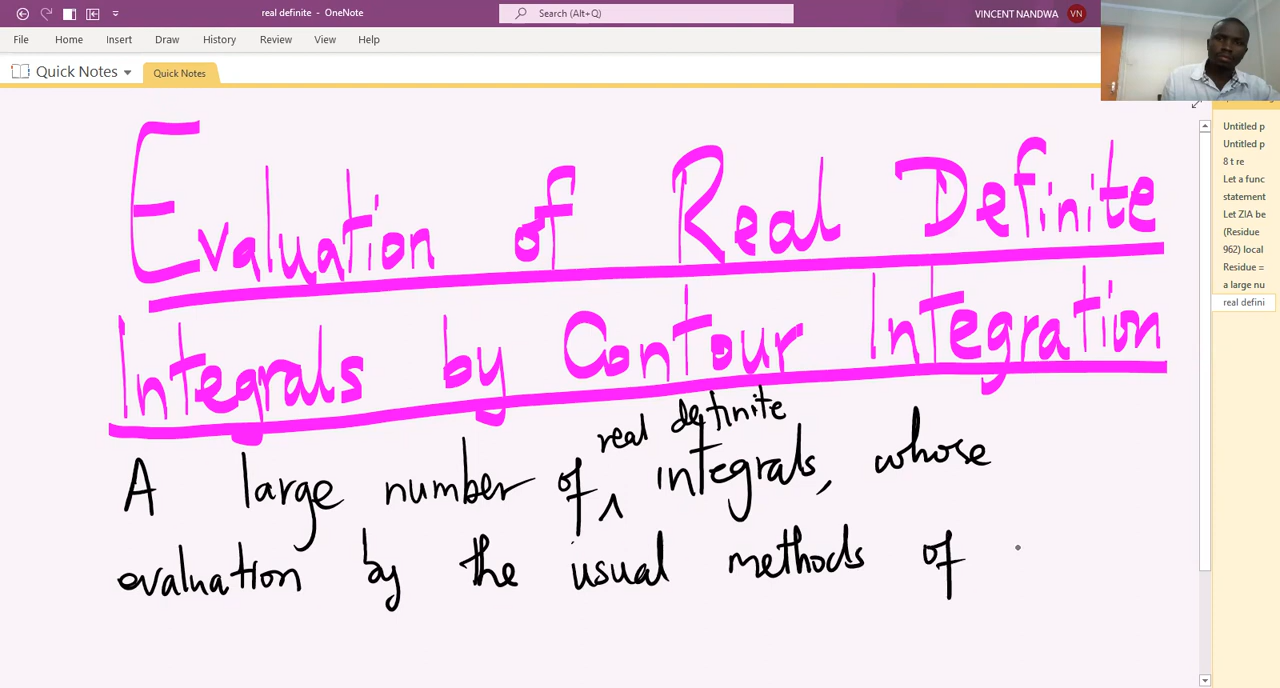 real definite - OneNote
Search (Alt+Q)
VINCENT NANDWA
VN
File Home Insert Draw History Review View Help
Quick Notes
Quick Notes
Evaluation of Real Definite
Integrals by Contour Integration
real definite
A large number of ∧ integrals, whose
evaluation by the usual methods of
Untitled p
Untitled p
8 t re
Let a func
statement
Let ZIA be
(Residue
962) local
Residue =
a large nu
real defini